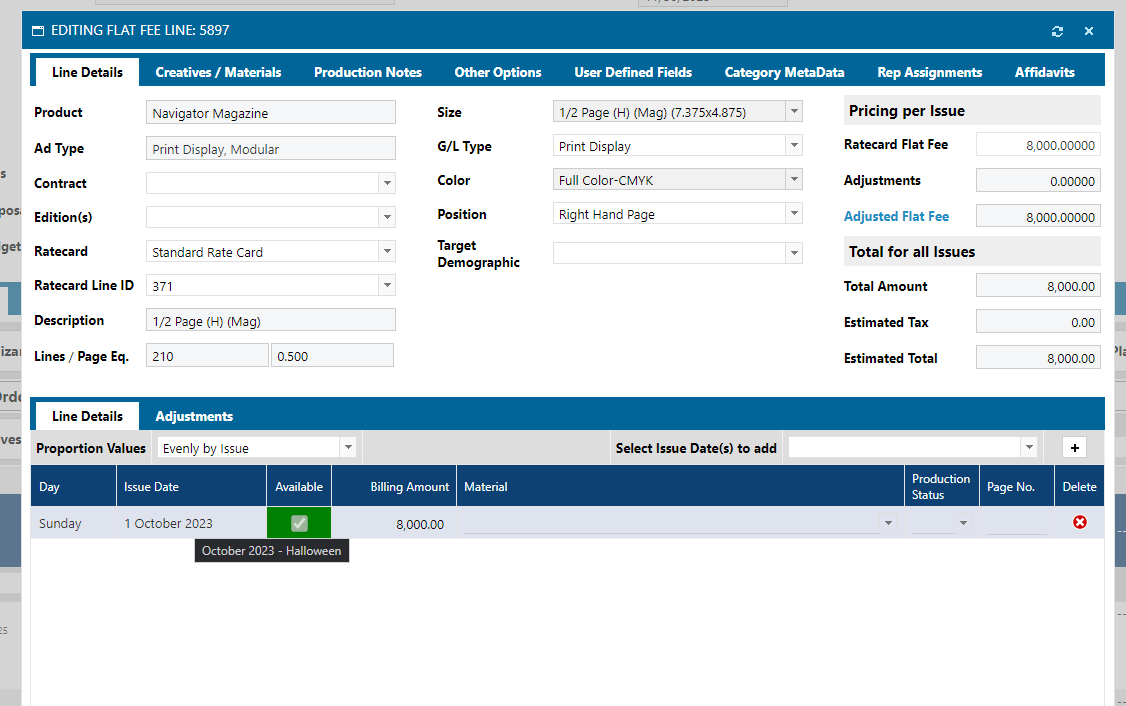 EDITING FLAT FEE LINE: 5897
Line Details Creatives / Materials Production Notes Other Options User Defined Fields Category MetaData Rep Assignments Affidavits
Product Navigator Magazine
Ad Type Print Display, Modular
Contract
Edition(s)
Ratecard Standard Rate Card
Ratecard Line ID 371
Description 1/2 Page (H) (Mag)
Lines / Page Eq. 210 0.500
Size 1/2 Page (H) (Mag) (7.375x4.875)
G/L Type Print Display
Color Full Color-CMYK
Position Right Hand Page
Target
Demographic
Pricing per Issue
Ratecard Flat Fee 8,000.00000
Adjustments 0.00000
Adjusted Flat Fee 8,000.00000
Total for all Issues
Total Amount 8,000.00
Estimated Tax 0.00
Estimated Total 8,000.00
Line Details Adjustments
Proportion Values Evenly by Issue Select Issue Date(s) to add +
Day Issue Date Available Billing Amount Material Production Status Page No. Delete
Sunday 1 October 2023 8,000.00
October 2023 - Halloween